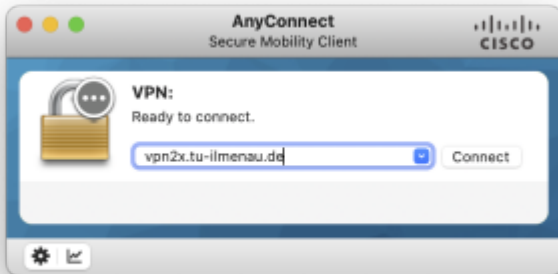 AnyConnect
Secure Mobility Client
CISCO
VPN:
Ready to connect.
vpn2x.tu-ilmenau.de
Connect